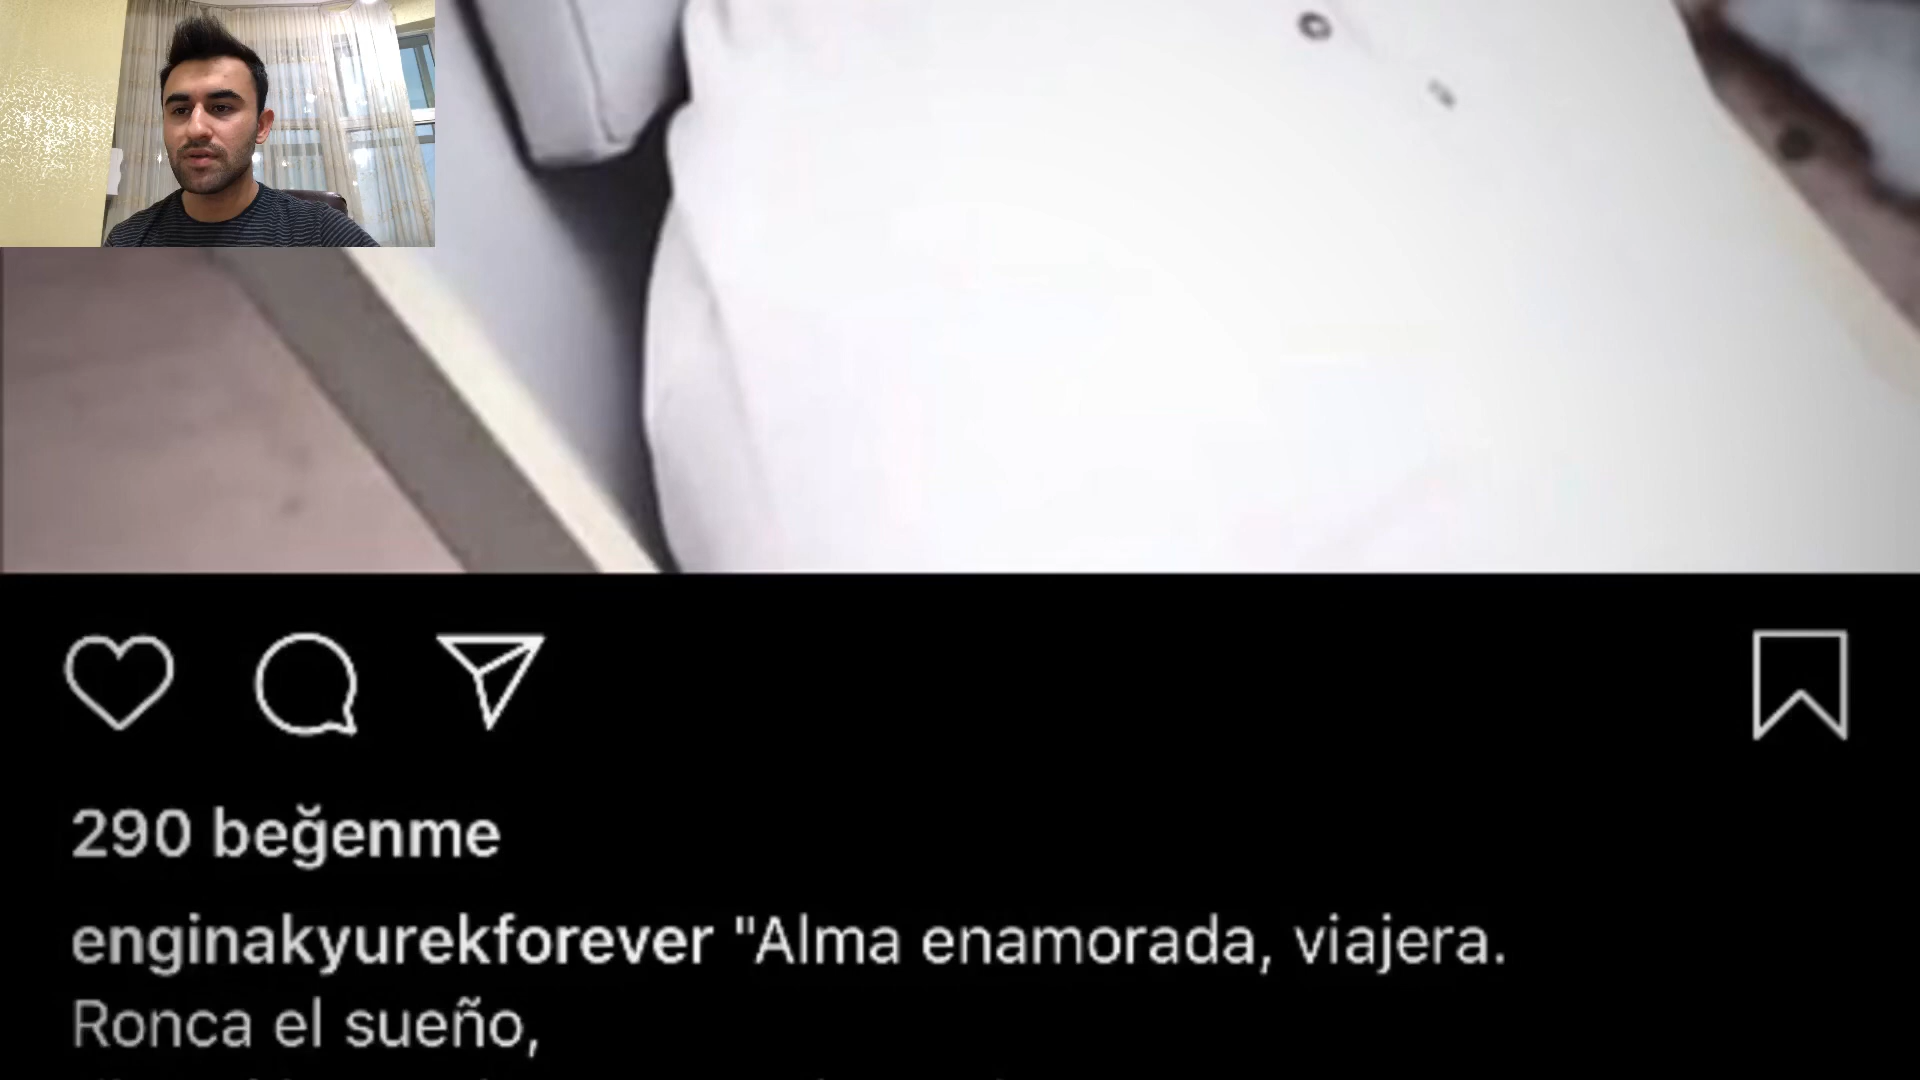 290 beğenme
enginakyurekforever "Alma enamorada, viajera.
Ronca el sueño,